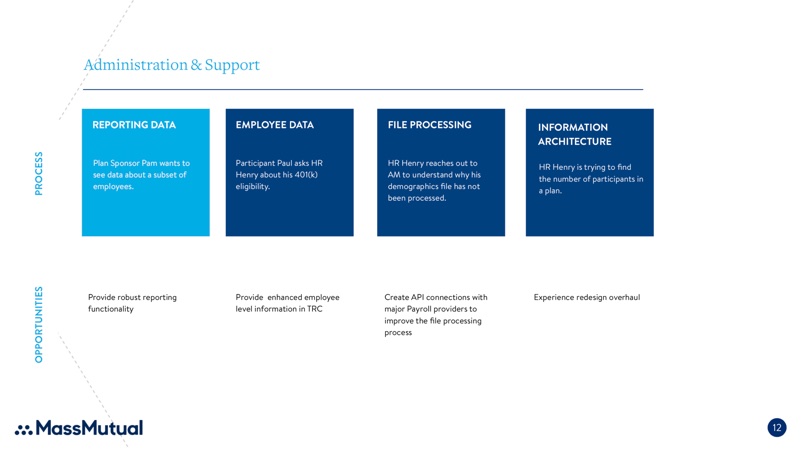 Administration & Support
PROCESS
REPORTING DATA
Plan Sponsor Pam wants to
see data about a subset of
employees.
EMPLOYEE DATA
Participant Paul asks HR
Henry about his 401(k)
eligibility.
FILE PROCESSING
HR Henry reaches out to
AM to understand why his
demographics file has not
been processed.
INFORMATION
ARCHITECTURE
HR Henry is trying to find
the number of participants in
a plan.
OPPORTUNITIES
Provide robust reporting
functionality
Provide enhanced employee
level information in TRC
Create API connections with
major Payroll providers to
improve the file processing
process
Experience redesign overhaul
MassMutual
12